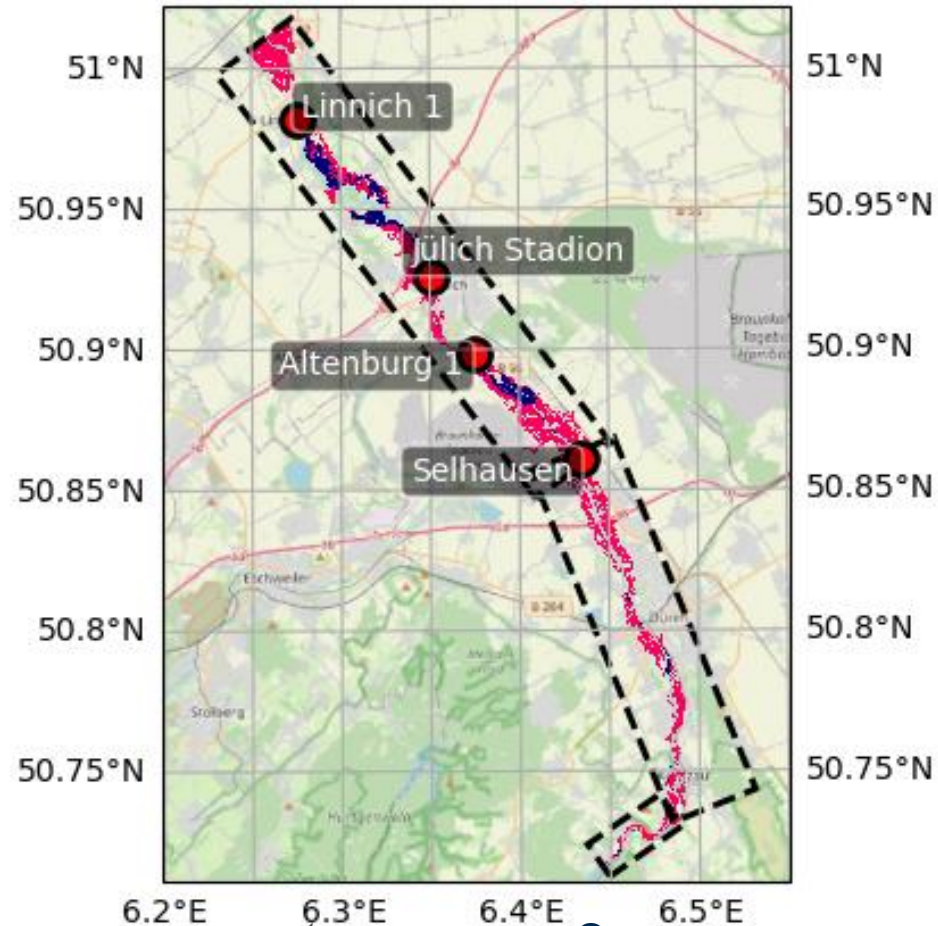 51°N
51°N
Linnich 1
50.95°N
50.95°N
Jülich Stadion
50.9°N
50.9°N
Altenburg 1
Selhausen
50.85°N
50.85°N
Eschweiler
B 264
Düren
50.8°N
50.8°N
Stolberg
50.75°N
50.75°N
6.2°E
6.3°E
6.4°E
6.5°E